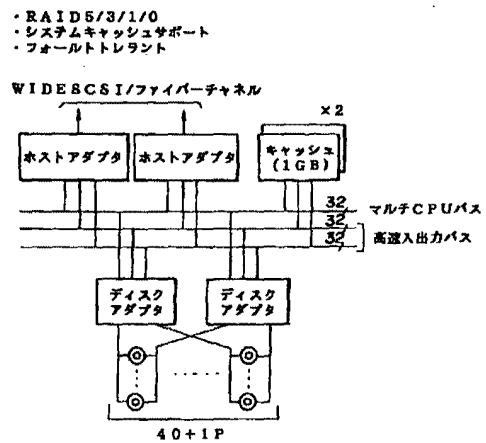 ・RAID5/3/1/0
・システムキャッシュサポート
・フォールトトレラント
WIDESCSI/ファイバーチャネル
×2
ホストアダプタ
ホストアダプタ
キャッシュ
(1GB)
32
マルチCPUバス
32
32
高速入出力バス
ディスク
アダプタ
ディスク
アダプタ
40+1P